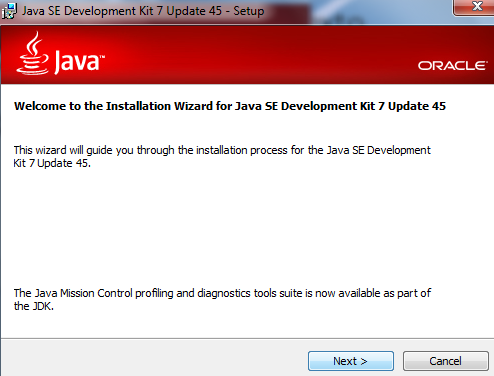 Java SE Development Kit 7 Update 45 - Setup
Java™
ORACLE
Welcome to the Installation Wizard for Java SE Development Kit 7 Update 45
This wizard will guide you through the installation process for the Java SE Development
Kit 7 Update 45.
The Java Mission Control profiling and diagnostics tools suite is now available as part of
the JDK.
Next >
Cancel